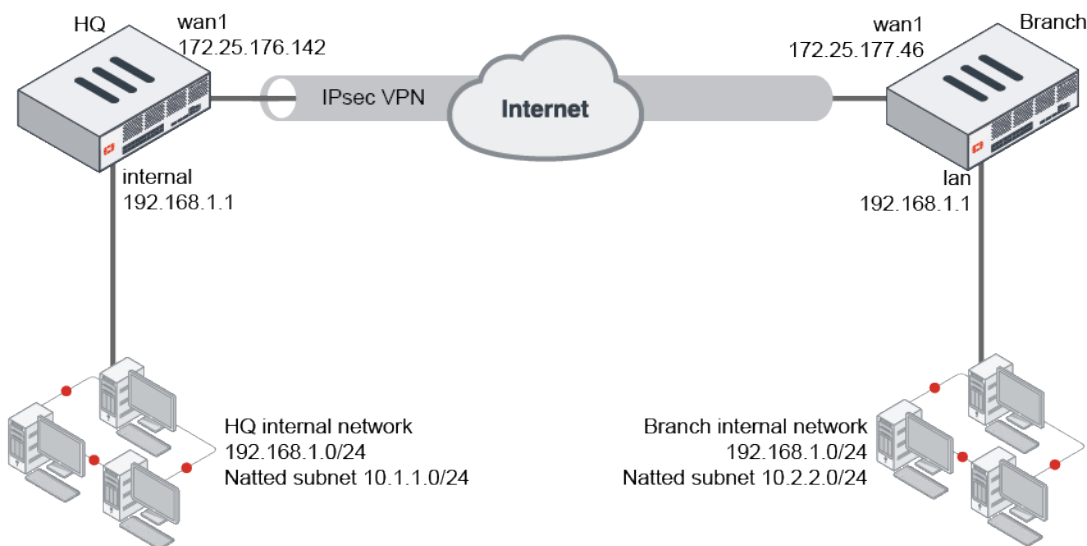 HQ
wan1
172.25.176.142
IPsec VPN
Internet
wan1
172.25.177.46
Branch
internal
192.168.1.1
lan
192.168.1.1
HQ internal network
192.168.1.0/24
Natted subnet 10.1.1.0/24
Branch internal network
192.168.1.0/24
Natted subnet 10.2.2.0/24